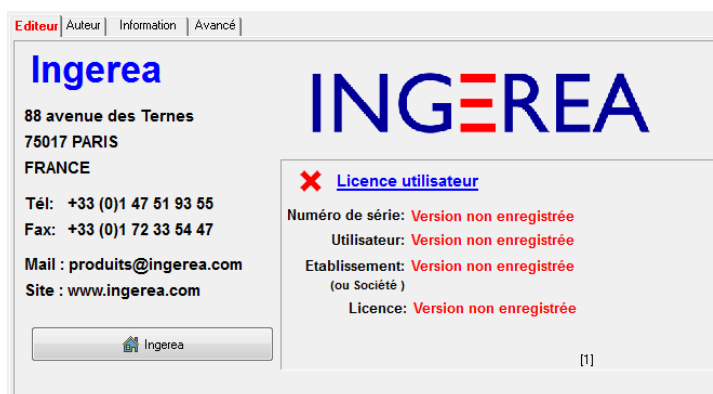 Editeur Auteur Information Avancé
Ingerea
88 avenue des Ternes
75017 PARIS
FRANCE
Tél: +33 (0)1 47 51 93 55
Fax: +33 (0)1 72 33 54 47
Mail : produits@ingerea.com
Site : www.ingerea.com
Ingerea
INGEREA
Licence utilisateur
Numéro de série: Version non enregistrée
Utilisateur: Version non enregistrée
Etablissement: Version non enregistrée
(ou Société )
Licence: Version non enregistrée
[1]